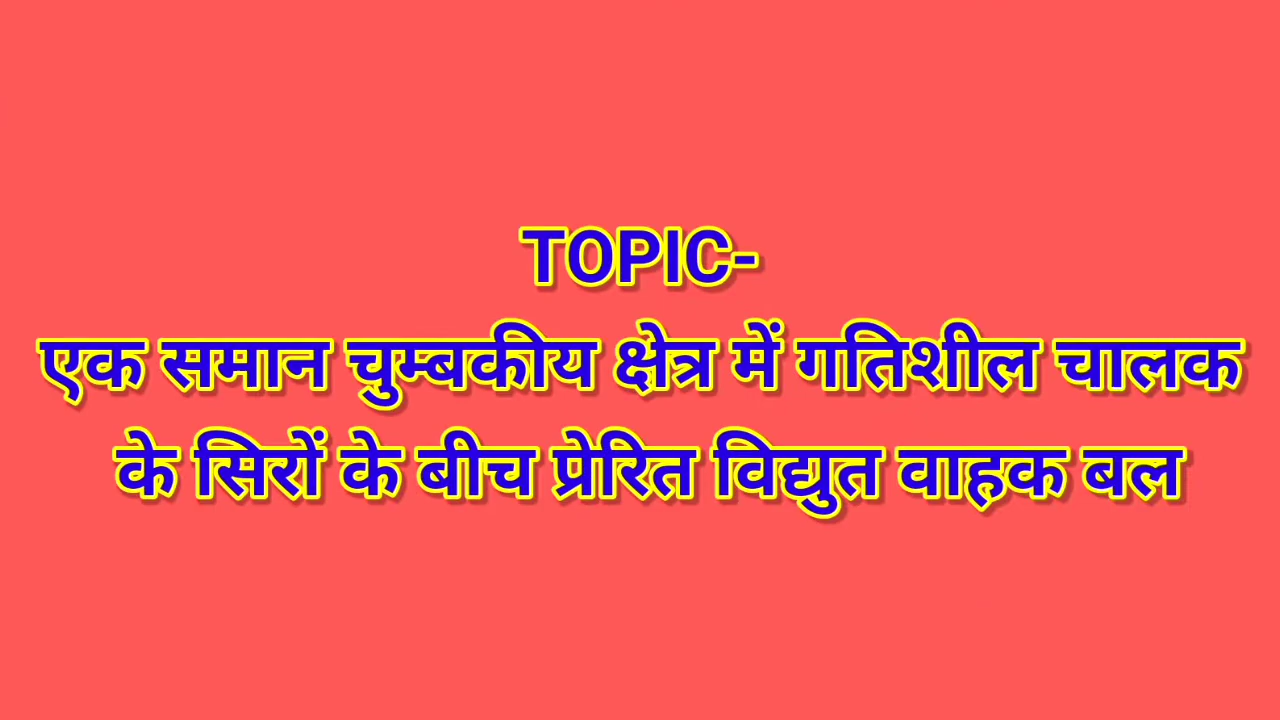 TOPIC-
एक समान चुम्बकीय क्षेत्र में गतिशील चालक
के सिरों के बीच प्रेरित विद्युत वाहक बल